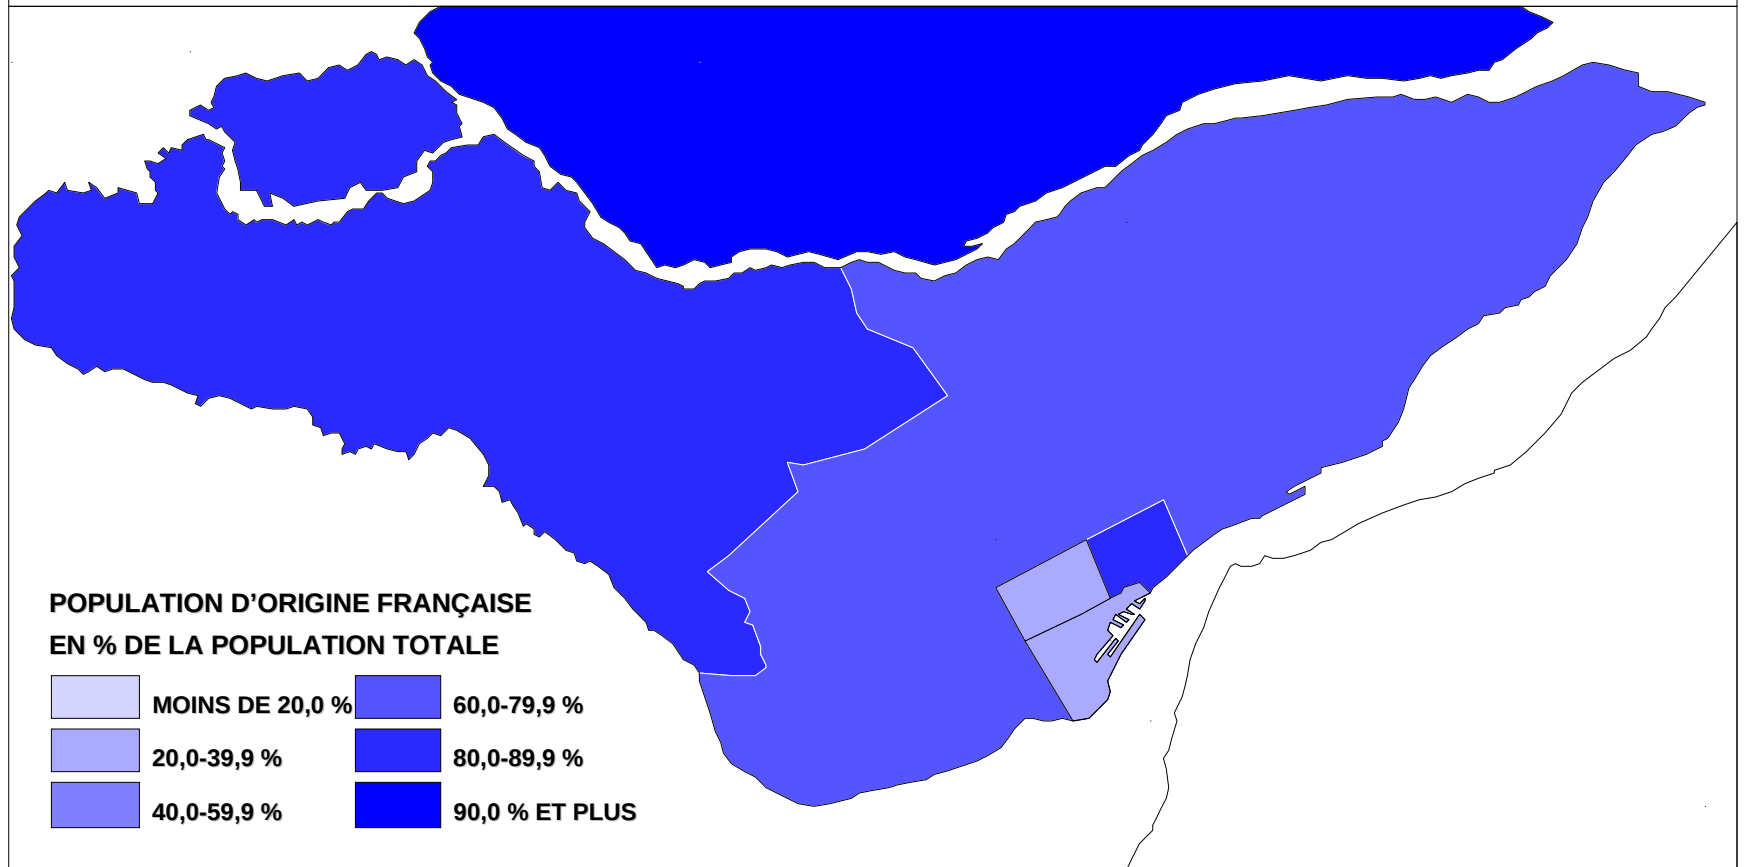 POPULATION D’ORIGINE FRANÇAISE
EN % DE LA POPULATION TOTALE
MOINS DE 20,0 %
20,0-39,9 %
40,0-59,9 %
60,0-79,9 %
80,0-89,9 %
90,0 % ET PLUS